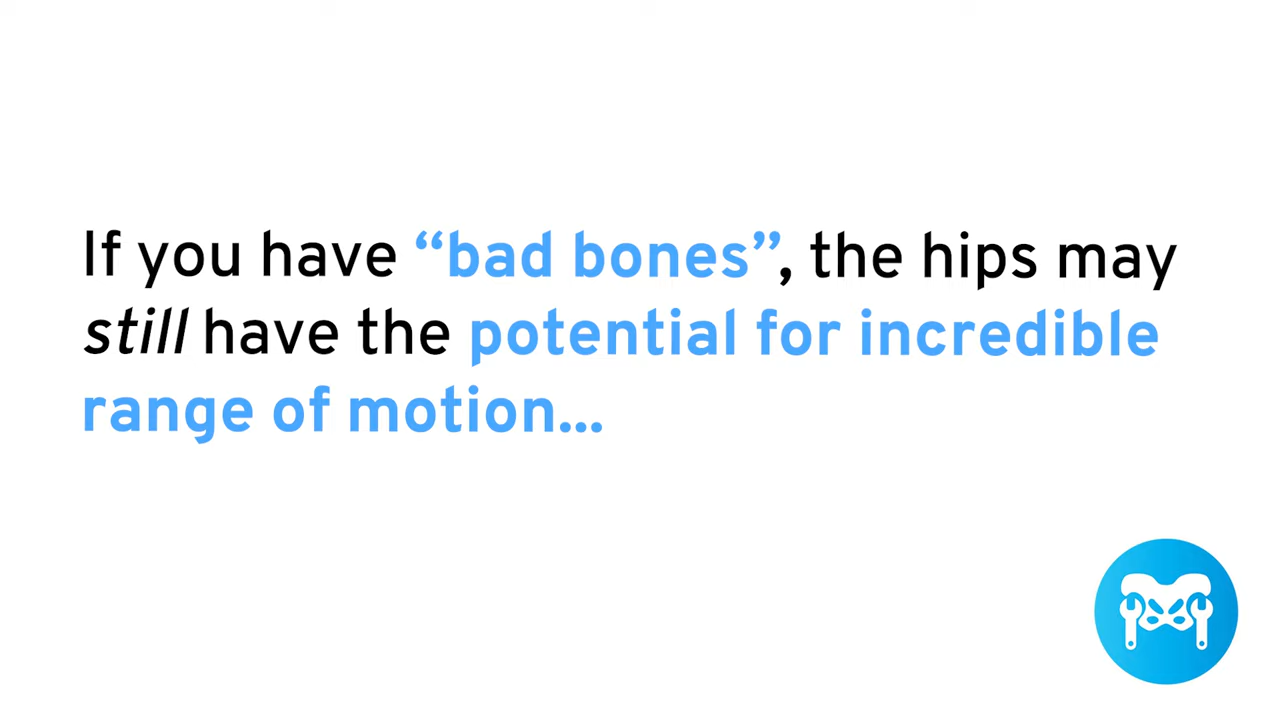 If you have “bad bones”, the hips may
still have the potential for incredible
range of motion...